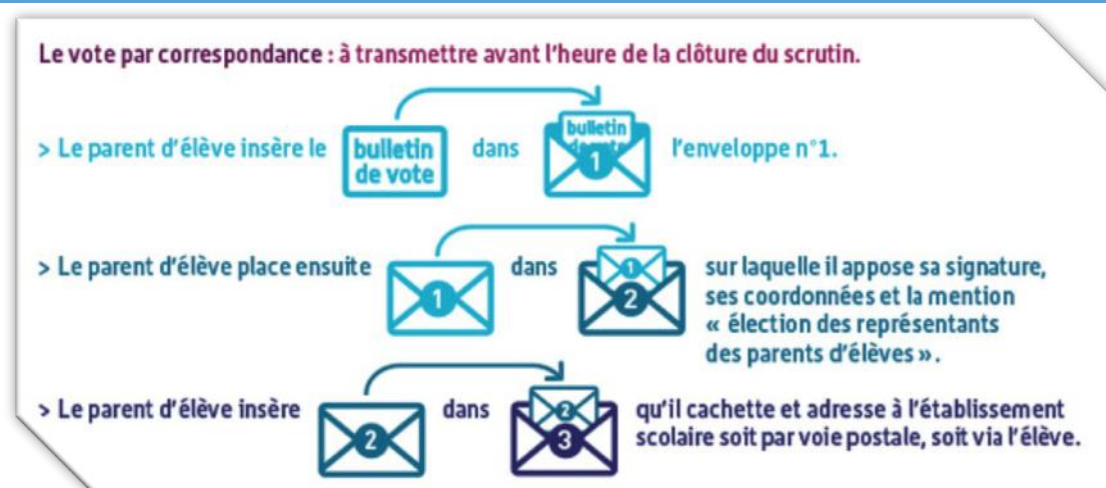 Le vote par correspondance : à transmettre avant l'heure de la clôture du scrutin.
> Le parent d'élève insère le bulletin de vote dans bulletin de vote 1 l'enveloppe n°1.
> Le parent d'élève place ensuite 1 dans 1 2 sur laquelle il appose sa signature,
ses coordonnées et la mention
« élection des représentants
des parents d'élèves ».
> Le parent d'élève insère 2 dans 2 3 qu'il cachette et adresse à l'établissement
scolaire soit par voie postale, soit via l'élève.